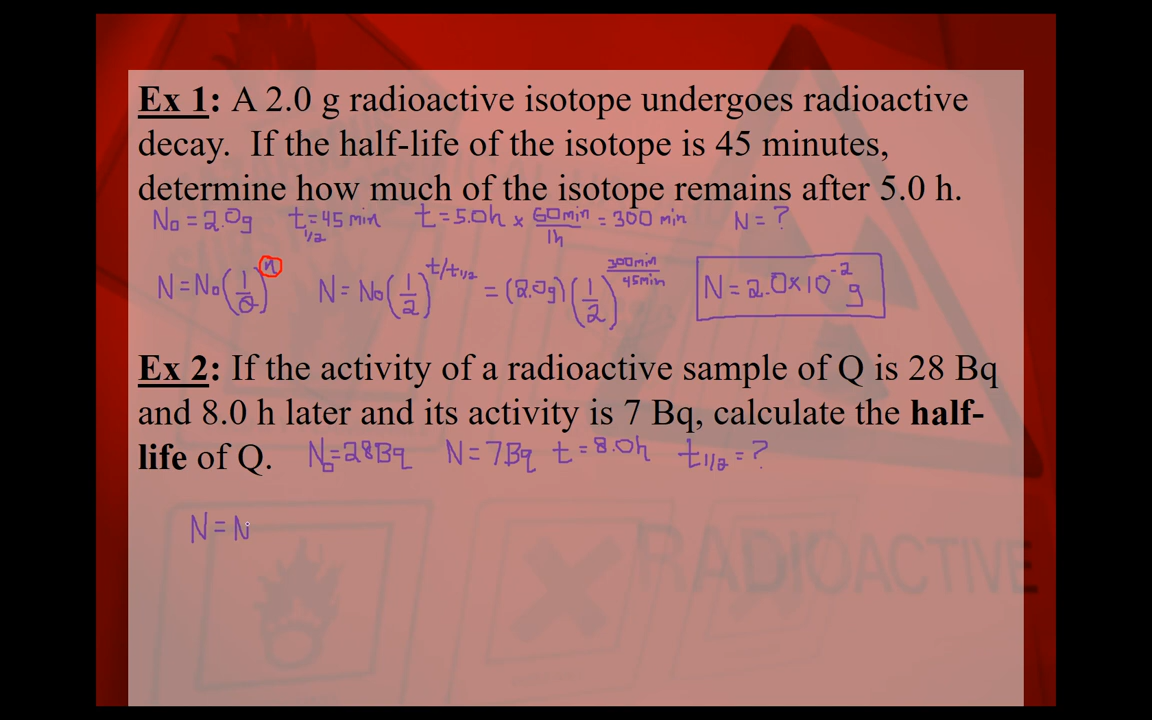 Ex 1: A 2.0 g radioactive isotope undergoes radioactive
decay. If the half-life of the isotope is 45 minutes,
determine how much of the isotope remains after 5.0 h.
N₀ = 2.0g t₁/₂ = 45 min t = 5.0h × 60min/1h = 300 min N = ?
N = N₀(1/2)ⁿ N = N₀(1/2)^(t/t₁/₂) = (2.0g)(1/2)^(300min/45min) N = 2.0×10⁻² g
Ex 2: If the activity of a radioactive sample of Q is 28 Bq
and 8.0 h later and its activity is 7 Bq, calculate the half-
life of Q. N₀ = 28Bq N = 7Bq t = 8.0h t₁/₂ = ?
N = N
RADIOACTIVE